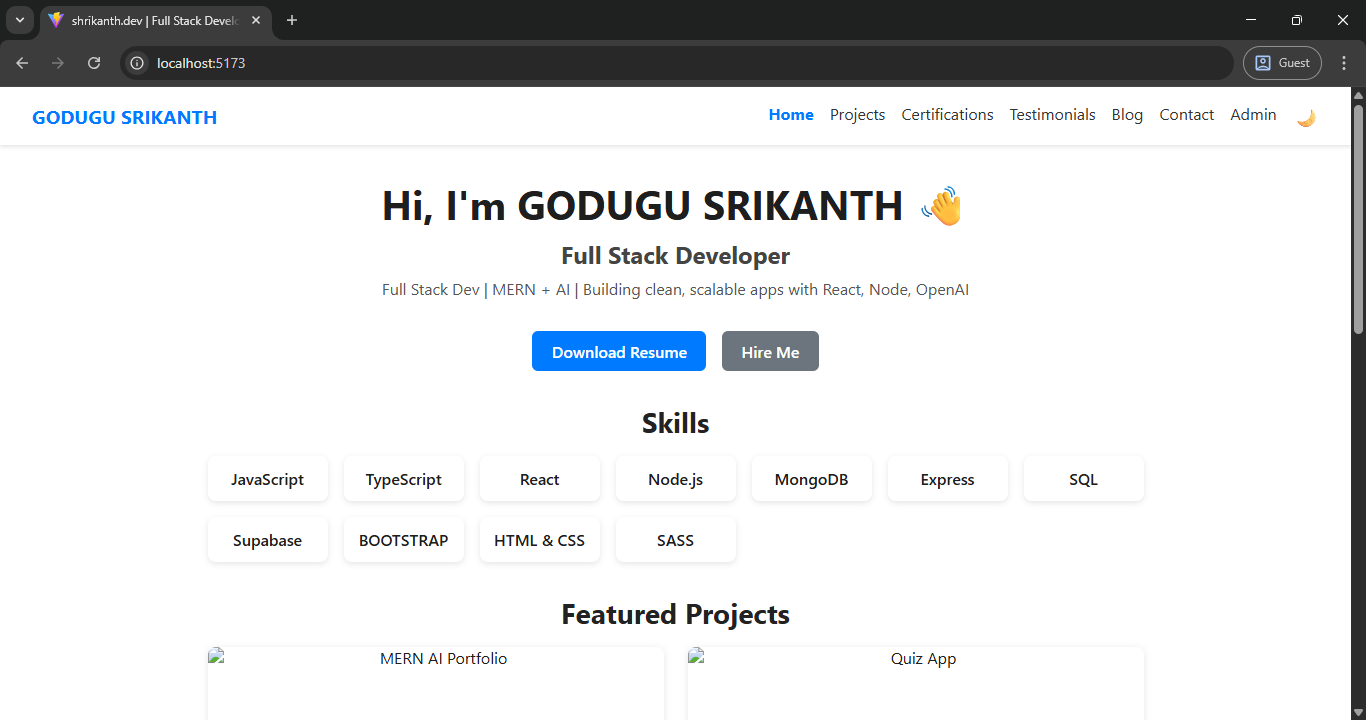 shrikanth.dev | Full Stack Develo
localhost:5173
Guest
GODUGU SRIKANTH
Home Projects Certifications Testimonials Blog Contact Admin
Hi, I'm GODUGU SRIKANTH 👋
Full Stack Developer
Full Stack Dev | MERN + AI | Building clean, scalable apps with React, Node, OpenAI
Download Resume Hire Me
Skills
JavaScript TypeScript React Node.js MongoDB Express SQL
Supabase BOOTSTRAP HTML & CSS SASS
Featured Projects
MERN AI Portfolio Quiz App